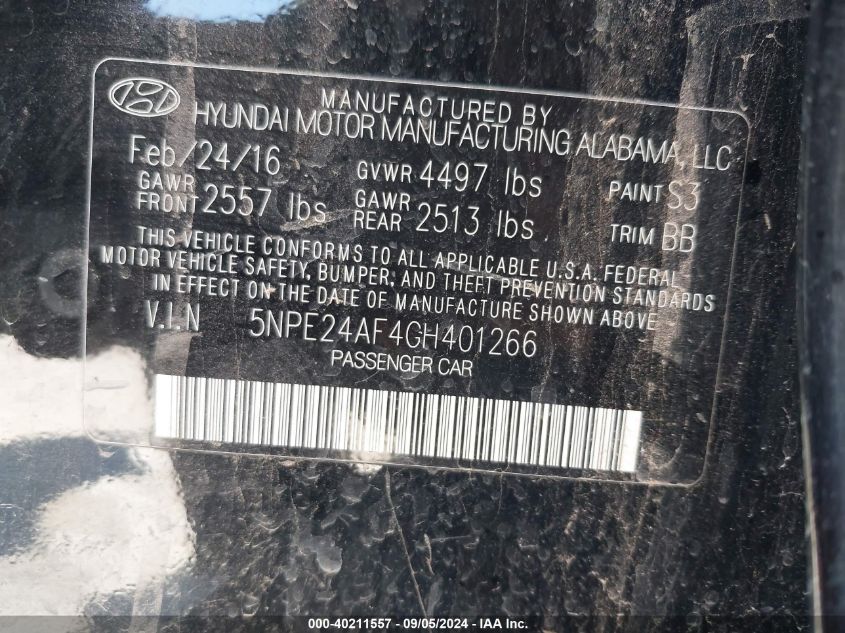 MANUFACTURED BY
HYUNDAI MOTOR MANUFACTURING ALABAMA, LLC
Feb/24/16 GVWR 4497 lbs PAINT S3
GAWR FRONT 2557 lbs GAWR REAR 2513 lbs TRIM BB
THIS VEHICLE CONFORMS TO ALL APPLICABLE U.S.A. FEDERAL
MOTOR VEHICLE SAFETY, BUMPER, AND THEFT PREVENTION STANDARDS
IN EFFECT ON THE DATE OF MANUFACTURE SHOWN ABOVE
V.I.N 5NPE24AF4GH401266
PASSENGER CAR
000-40211557 - 09/05/2024 - IAA Inc.